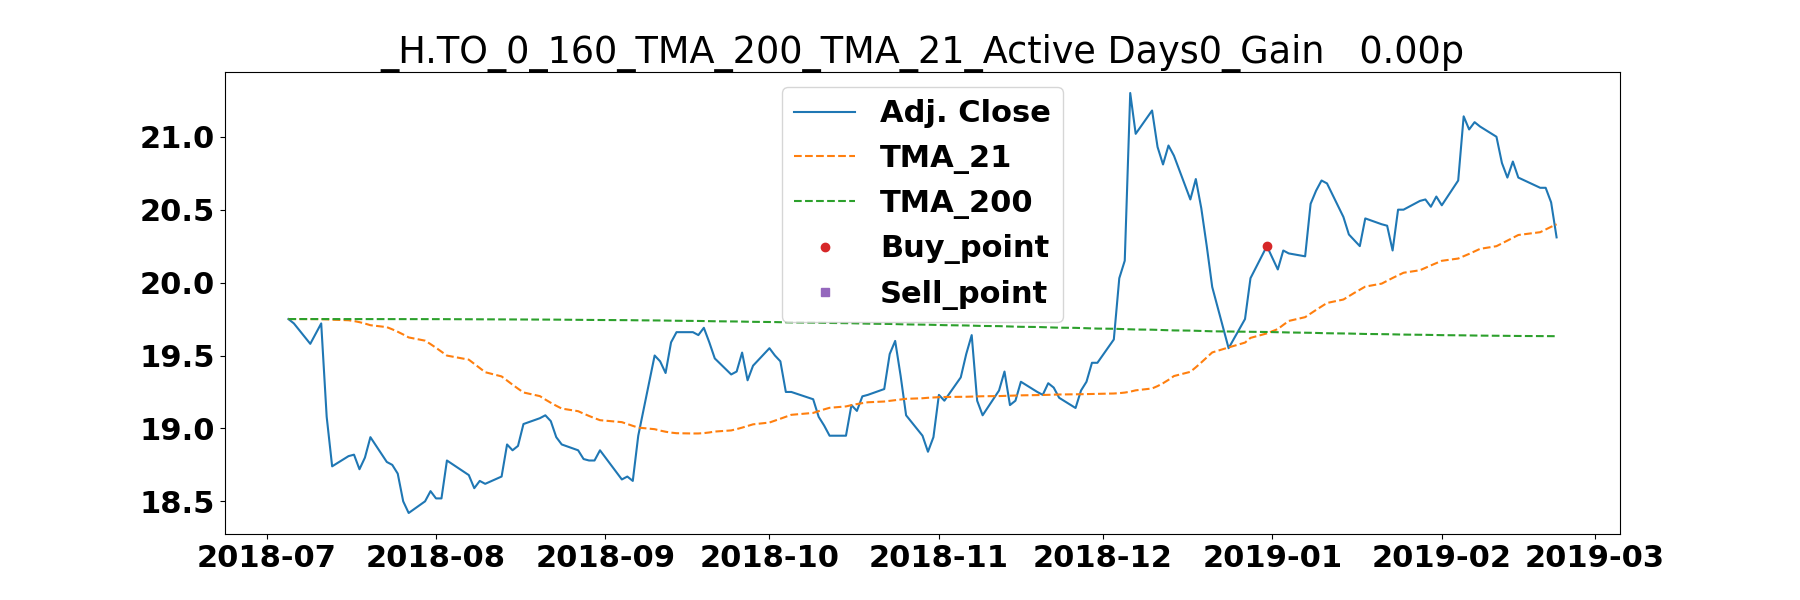 _H.TO_0_160_TMA_200_TMA_21_Active Days0_Gain   0.00p
Adj. Close
TMA_21
TMA_200
Buy_point
Sell_point
21.0
20.5
20.0
19.5
19.0
18.5
2018-07 2018-08 2018-09 2018-10 2018-11 2018-12 2019-01 2019-02 2019-03